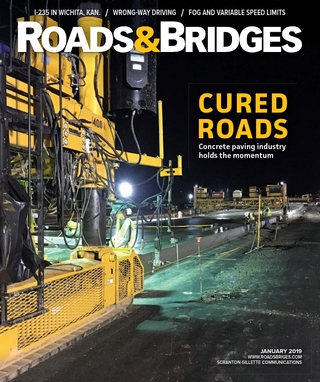 I-235 IN WICHITA, KAN. / WRONG-WAY DRIVING / FOG AND VARIABLE SPEED LIMITS
ROADS&BRIDGES
CURED
ROADS
Concrete paving industry
holds the momentum
JANUARY 2019
WWW.ROADSBRIGES.COM
SCRANTON GILLETTE COMMUNICATIONS